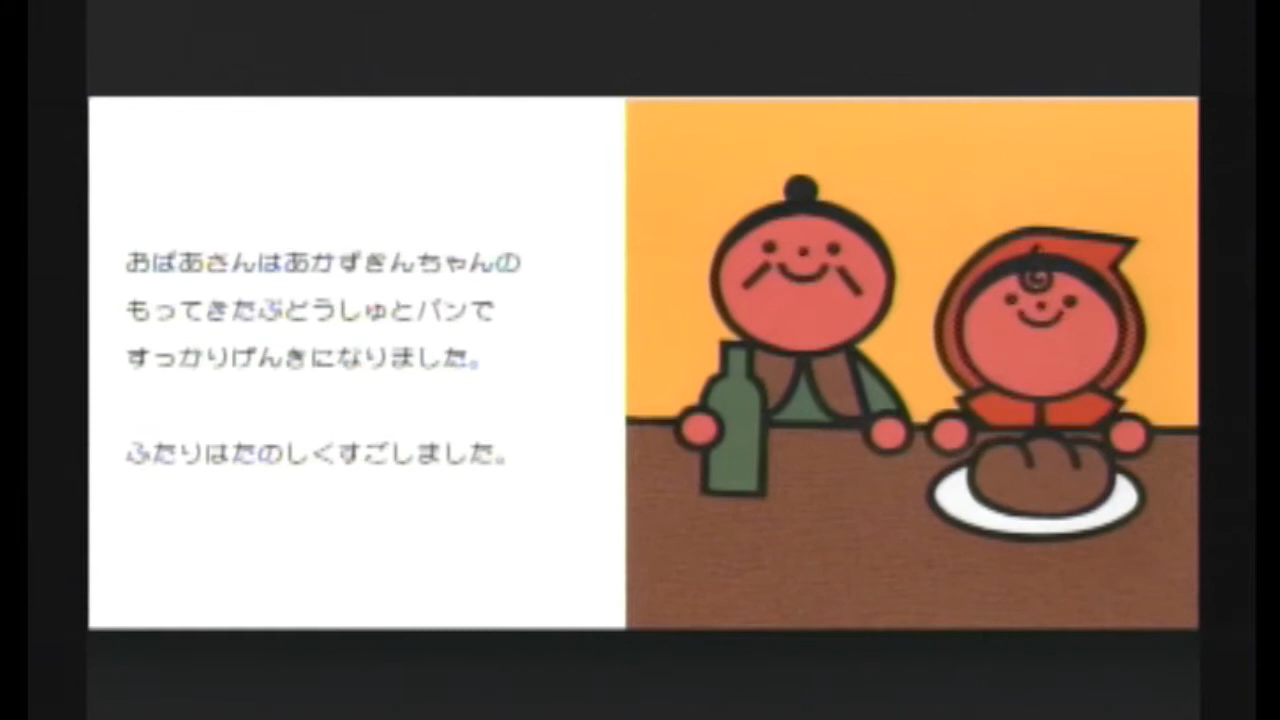 おばあさんはあかずきんちゃんの
もってきたぶどうしゅとパンで
すっかりげんきになりました。
ふたりはたのしくすごしました。